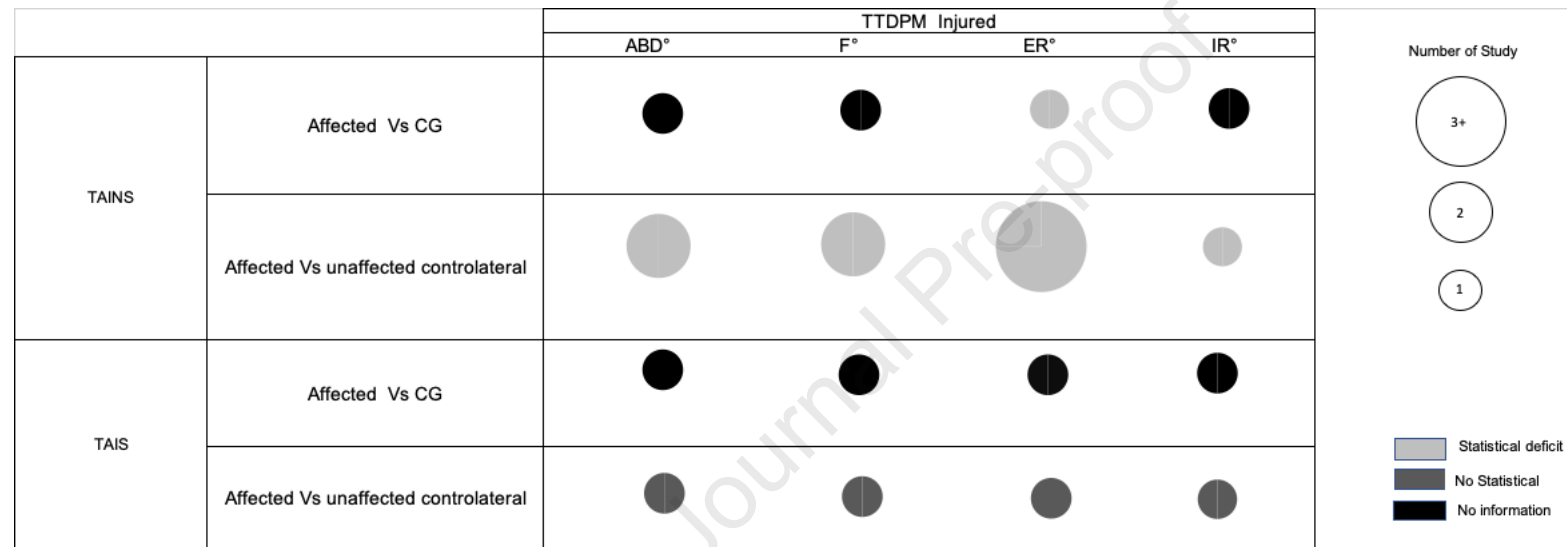 TTDPM Injured
ABD° F° ER° IR°
Number of Study
3+
Affected Vs CG
TAINS
2
Affected Vs unaffected controlateral
1
Affected Vs CG
TAIS
Statistical deficit
No Statistical
Affected Vs unaffected controlateral
No information
Journal Pre-proof